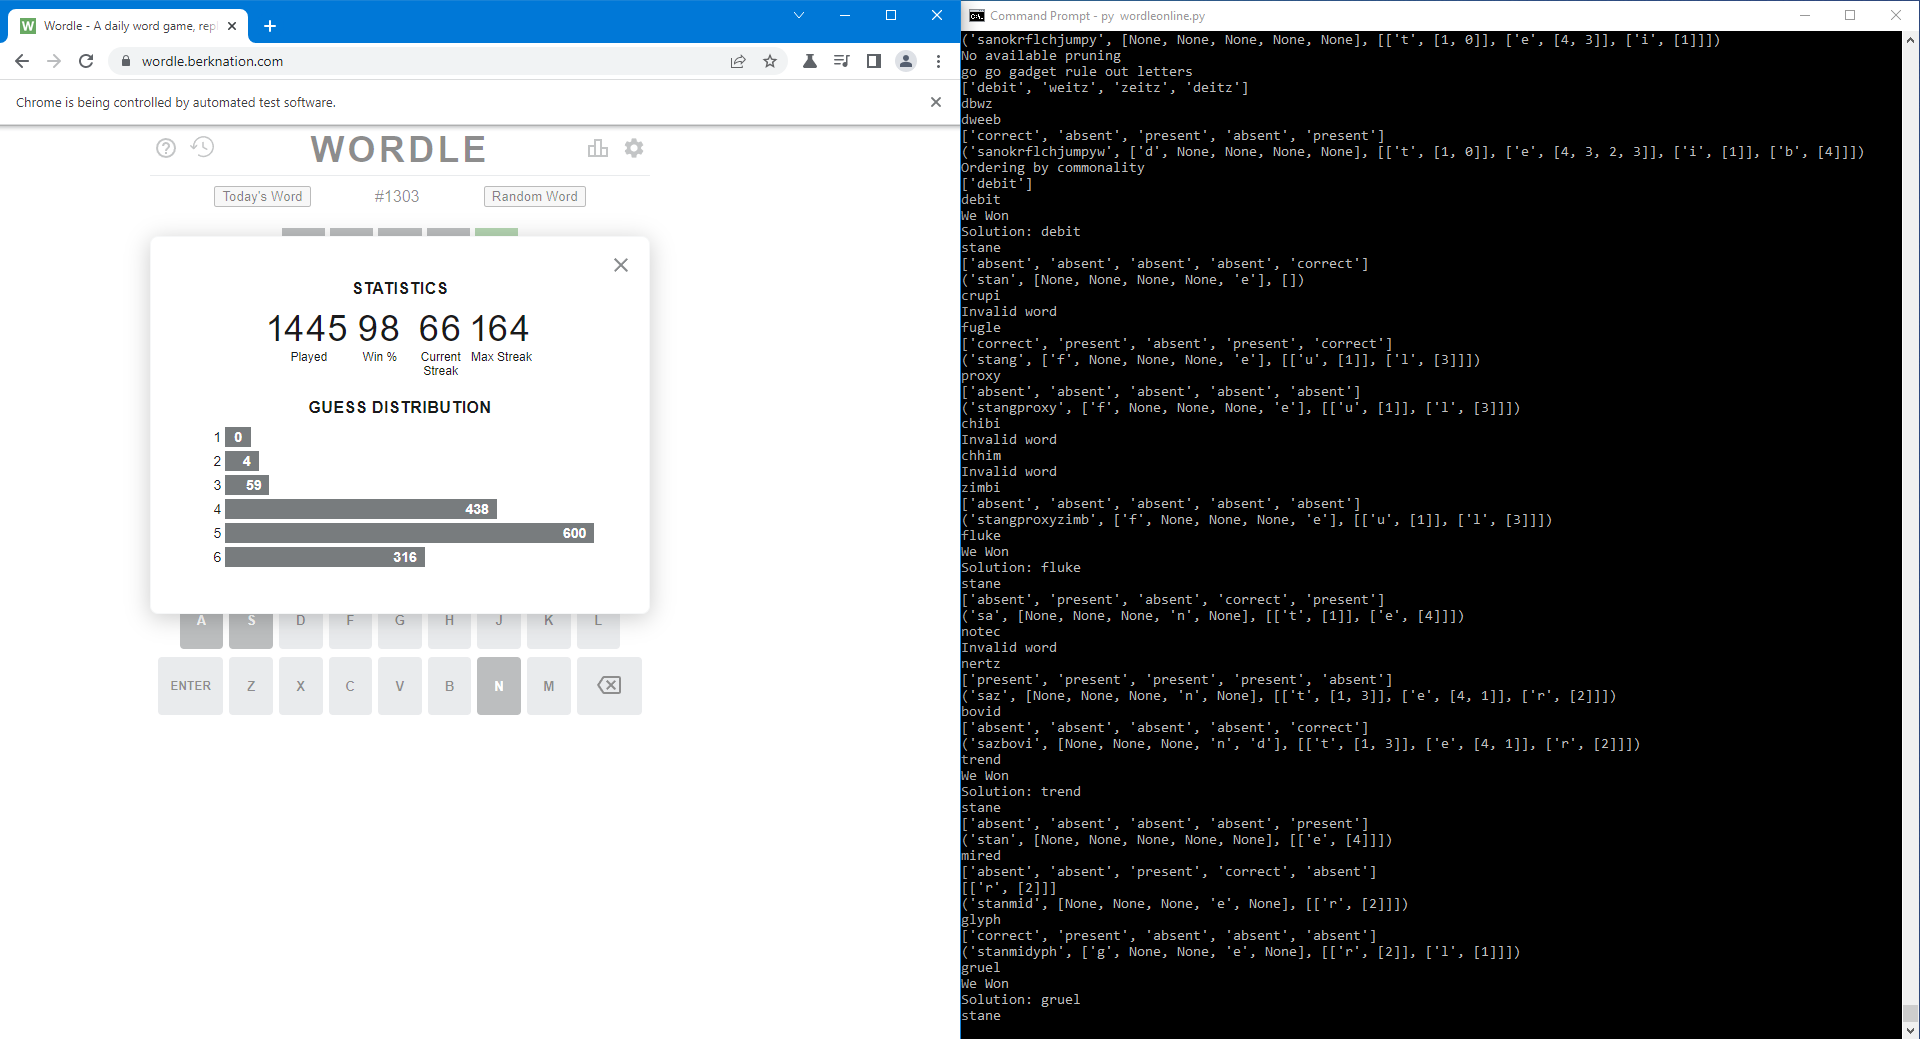 Wordle - A daily word game, repl
wordle.berknation.com
Chrome is being controlled by automated test software.
WORDLE
Today's Word
#1303
Random Word
STATISTICS
1445 98 66 164
Played Win % Current Streak Max Streak
GUESS DISTRIBUTION
1 0
2 4
3 59
4 438
5 600
6 316
A S D F G H J K L
ENTER Z X C V B N M
Command Prompt - py wordleonline.py
('sanokrflchjumpy', [None, None, None, None, None], [['t', [1, 0]], ['e', [4, 3]], ['i', [1]]])
No available pruning
go go gadget rule out letters
['debit', 'weitz', 'zeitz', 'deitz']
dbwz
dweeb
['correct', 'absent', 'present', 'absent', 'present']
('sanokrflchjumpyw', ['d', None, None, None, None], [['t', [1, 0]], ['e', [4, 3, 2, 3]], ['i', [1]], ['b', [4]]])
Ordering by commonality
['debit']
debit
We Won
Solution: debit
stane
['absent', 'absent', 'absent', 'absent', 'correct']
('stan', [None, None, None, None, 'e'], [])
crupi
Invalid word
fugle
['correct', 'present', 'absent', 'present', 'correct']
('stang', ['f', None, None, None, 'e'], [['u', [1]], ['l', [3]]])
proxy
['absent', 'absent', 'absent', 'absent', 'absent']
('stangproxy', ['f', None, None, None, 'e'], [['u', [1]], ['l', [3]]])
chibi
Invalid word
chhim
Invalid word
zimbi
['absent', 'absent', 'absent', 'absent', 'absent']
('stangproxyzimb', ['f', None, None, None, 'e'], [['u', [1]], ['l', [3]]])
fluke
We Won
Solution: fluke
stane
['absent', 'present', 'absent', 'correct', 'present']
('sa', [None, None, None, 'n', None], [['t', [1]], ['e', [4]]])
notec
Invalid word
nertz
['present', 'present', 'present', 'present', 'absent']
('saz', [None, None, None, 'n', None], [['t', [1, 3]], ['e', [4, 1]], ['r', [2]]])
bovid
['absent', 'absent', 'absent', 'absent', 'correct']
('sazbovi', [None, None, None, 'n', 'd'], [['t', [1, 3]], ['e', [4, 1]], ['r', [2]]])
trend
We Won
Solution: trend
stane
['absent', 'absent', 'absent', 'absent', 'present']
('stan', [None, None, None, None, None], [['e', [4]]])
mired
['absent', 'absent', 'present', 'correct', 'absent']
[['r', [2]]]
('stanmid', [None, None, None, 'e', None], [['r', [2]]])
glyph
['correct', 'present', 'absent', 'absent', 'absent']
('stanmidyph', ['g', None, None, 'e', None], [['r', [2]], ['l', [1]]])
gruel
We Won
Solution: gruel
stane